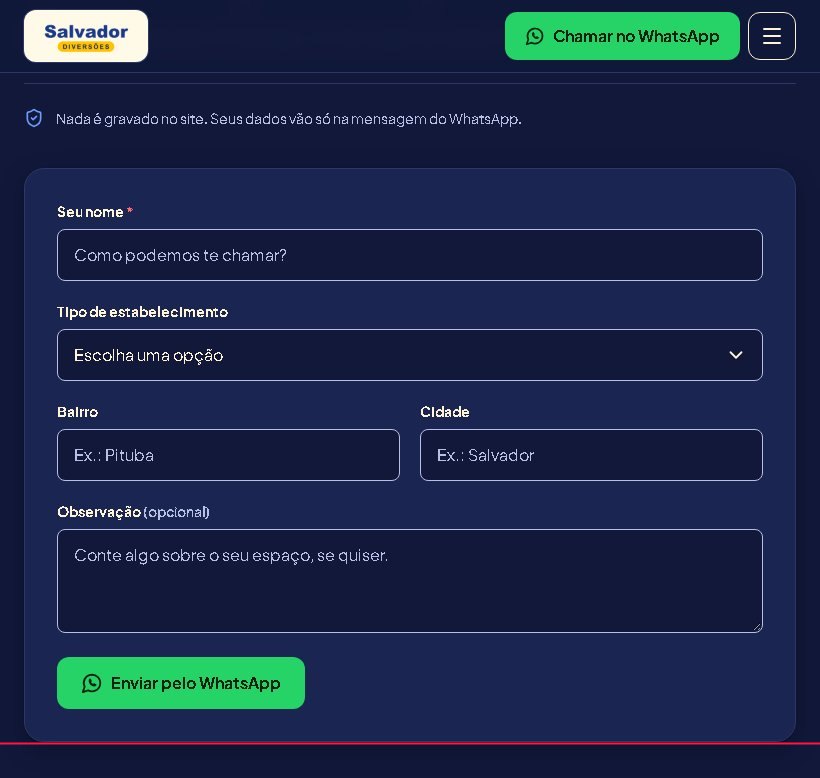 Salvador
DIVERSÕES
Chamar no WhatsApp
Nada é gravado no site. Seus dados vão só na mensagem do WhatsApp.
Seu nome *
Como podemos te chamar?
Tipo de estabelecimento
Escolha uma opção
Bairro
Cidade
Ex.: Pituba
Ex.: Salvador
Observação (opcional)
Conte algo sobre o seu espaço, se quiser.
Enviar pelo WhatsApp